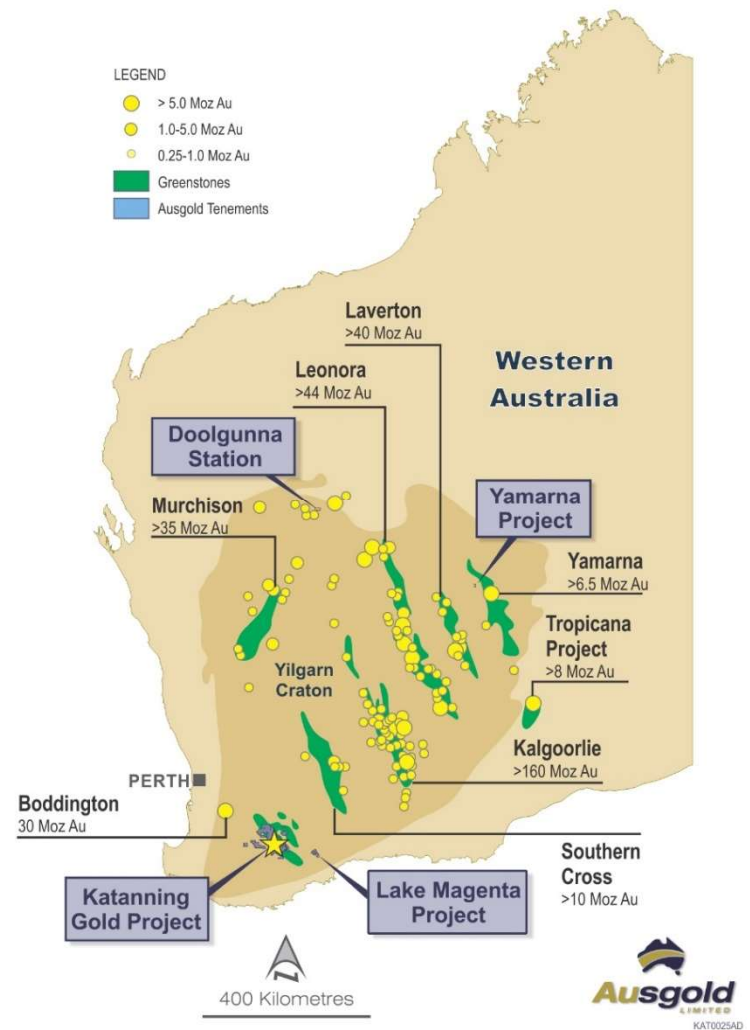 LEGEND
> 5.0 Moz Au
1.0-5.0 Moz Au
0.25-1.0 Moz Au
Greenstones
Ausgold Tenements
Laverton
>40 Moz Au
Leonora
>44 Moz Au
Western
Australia
Doolgunna
Station
Murchison
>35 Moz Au
Yamarna
Project
Yamarna
>6.5 Moz Au
Tropicana
Project
>8 Moz Au
Yilgarn
Craton
Kalgoorlie
>160 Moz Au
PERTH
Boddington
30 Moz Au
Southern
Cross
>10 Moz Au
Katanning
Gold Project
Lake Magenta
Project
N
400 Kilometres
Ausgold
LIMITED
KAT0025AD